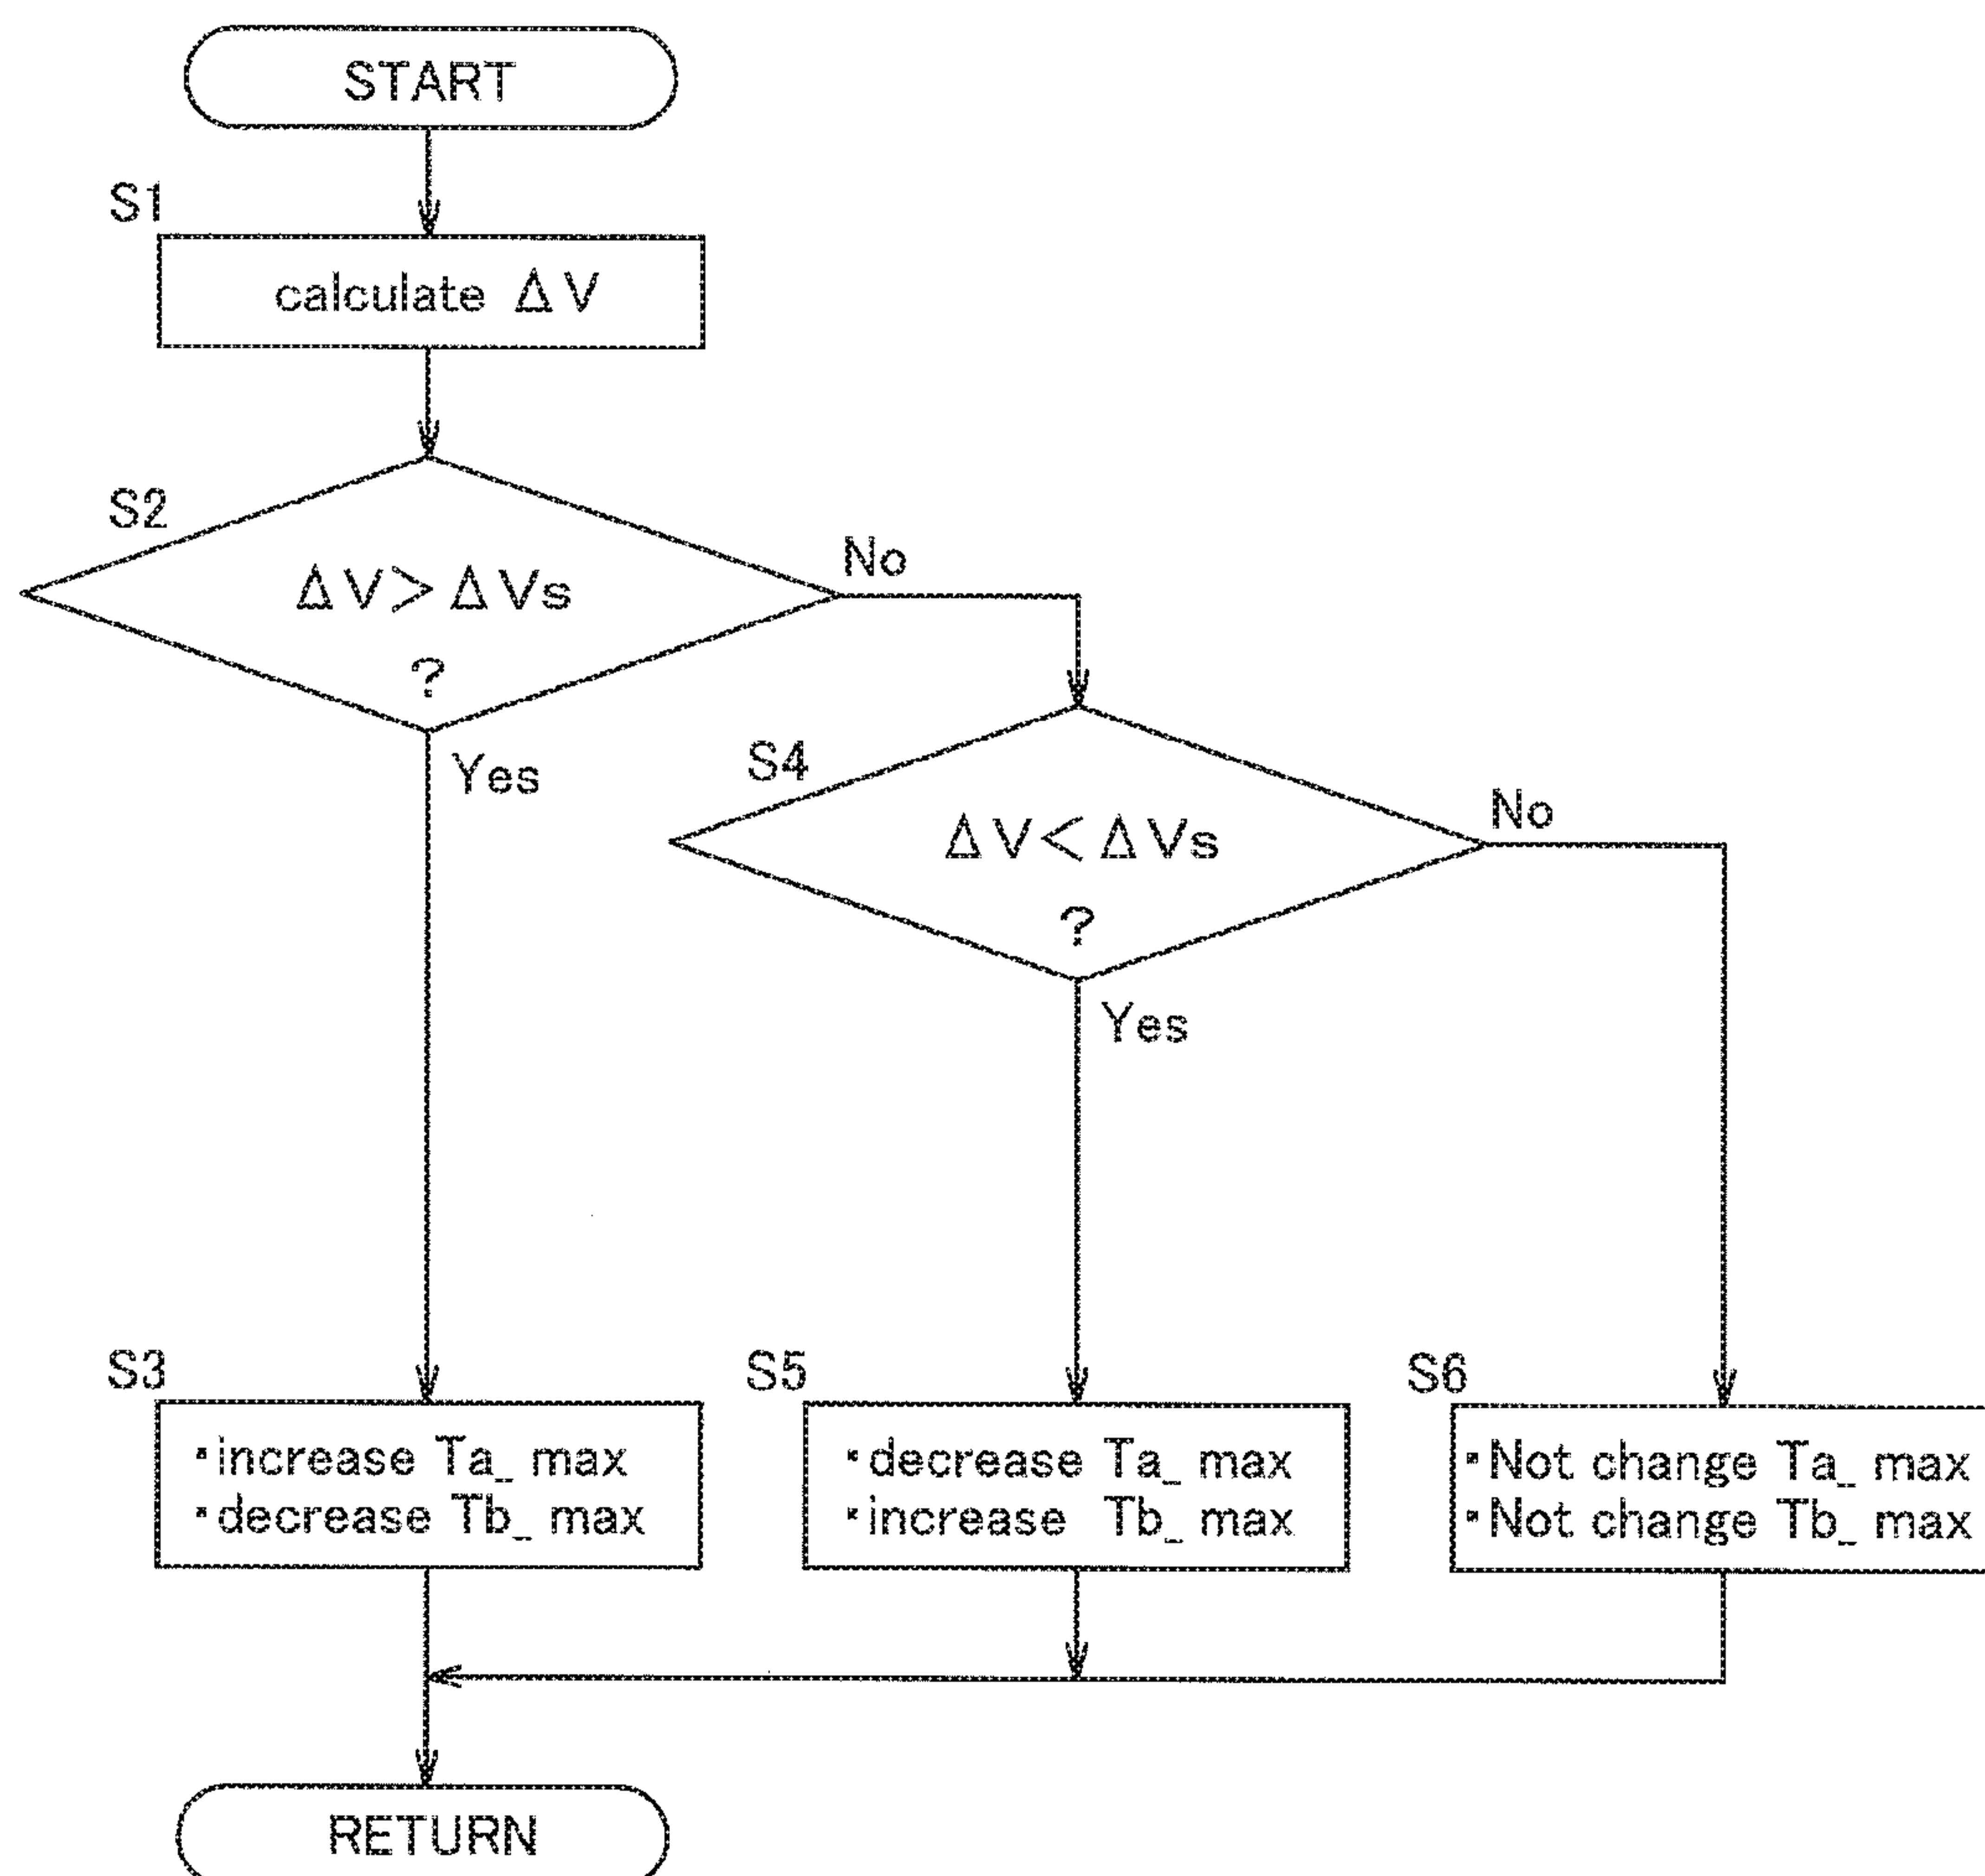 START
S1
calculate ΔV
S2
ΔV>ΔVs
?
No
Yes
S4
ΔV<ΔVs
?
No
Yes
S3
▪increase Ta_ max
▪decrease Tb_ max
S5
▪decrease Ta_ max
▪increase Tb_ max
S6
▪Not change Ta_ max
▪Not change Tb_ max
RETURN